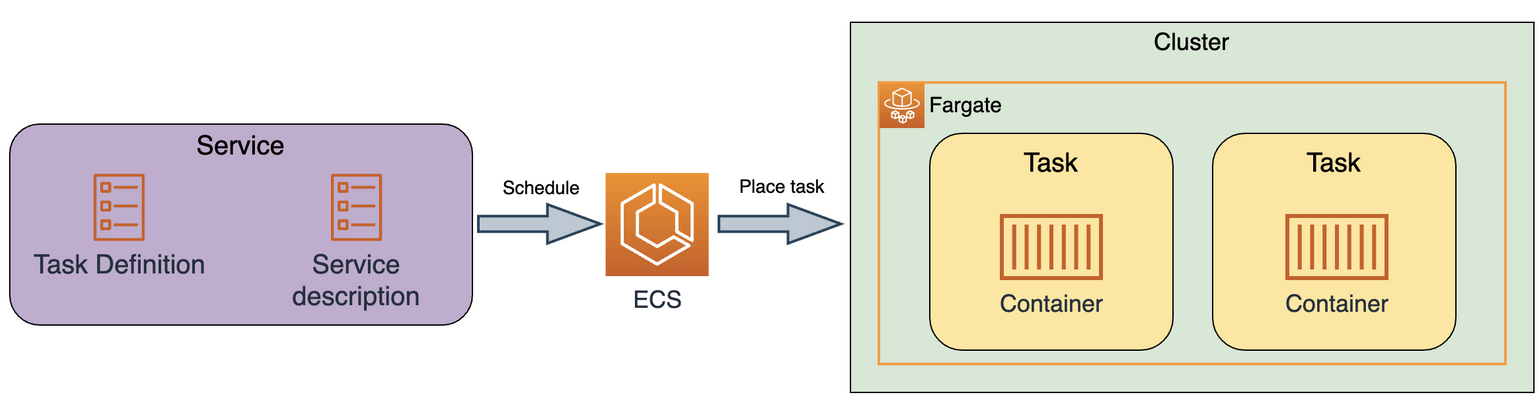 Service
Task Definition
Service
description
Schedule
ECS
Place task
Cluster
Fargate
Task
Container
Task
Container